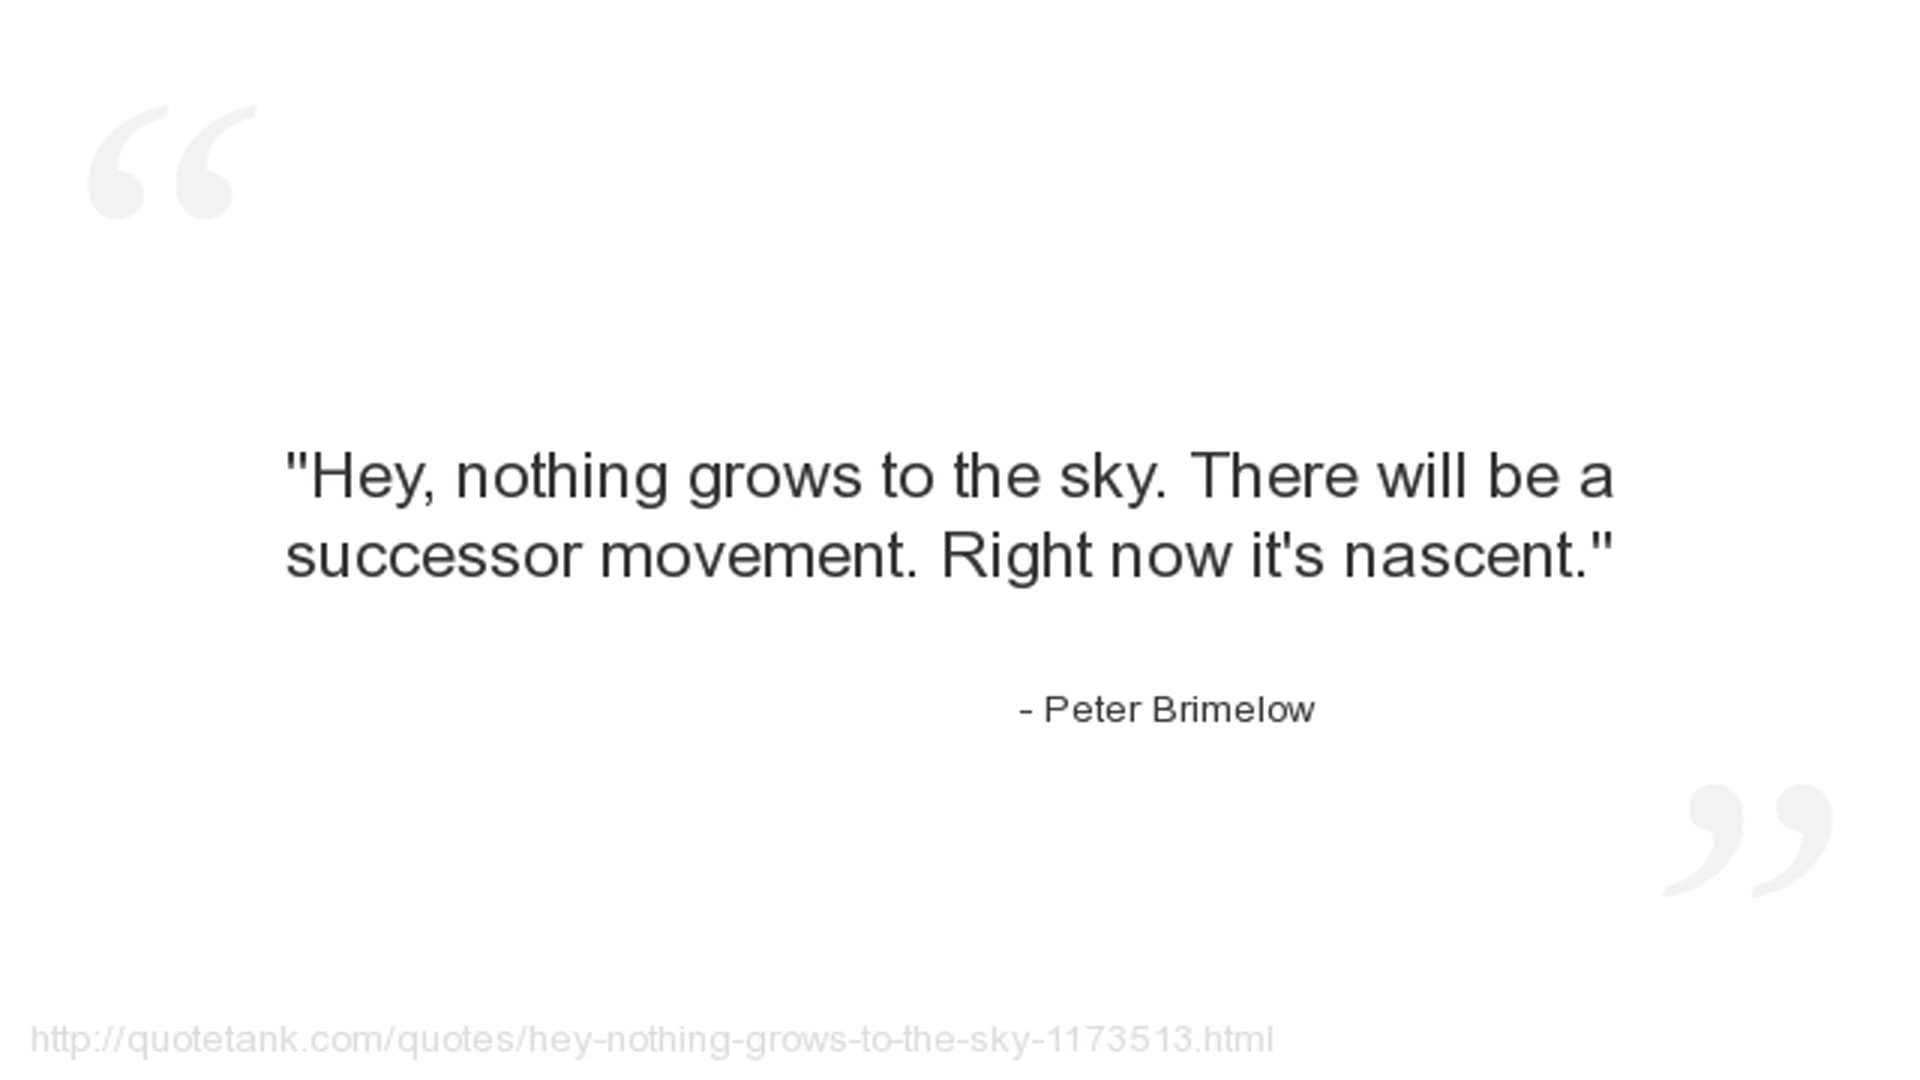 "Hey, nothing grows to the sky. There will be a
successor movement. Right now it's nascent."
- Peter Brimelow
http://quotetank.com/quotes/hey-nothing-grows-to-the-sky-1173513.html